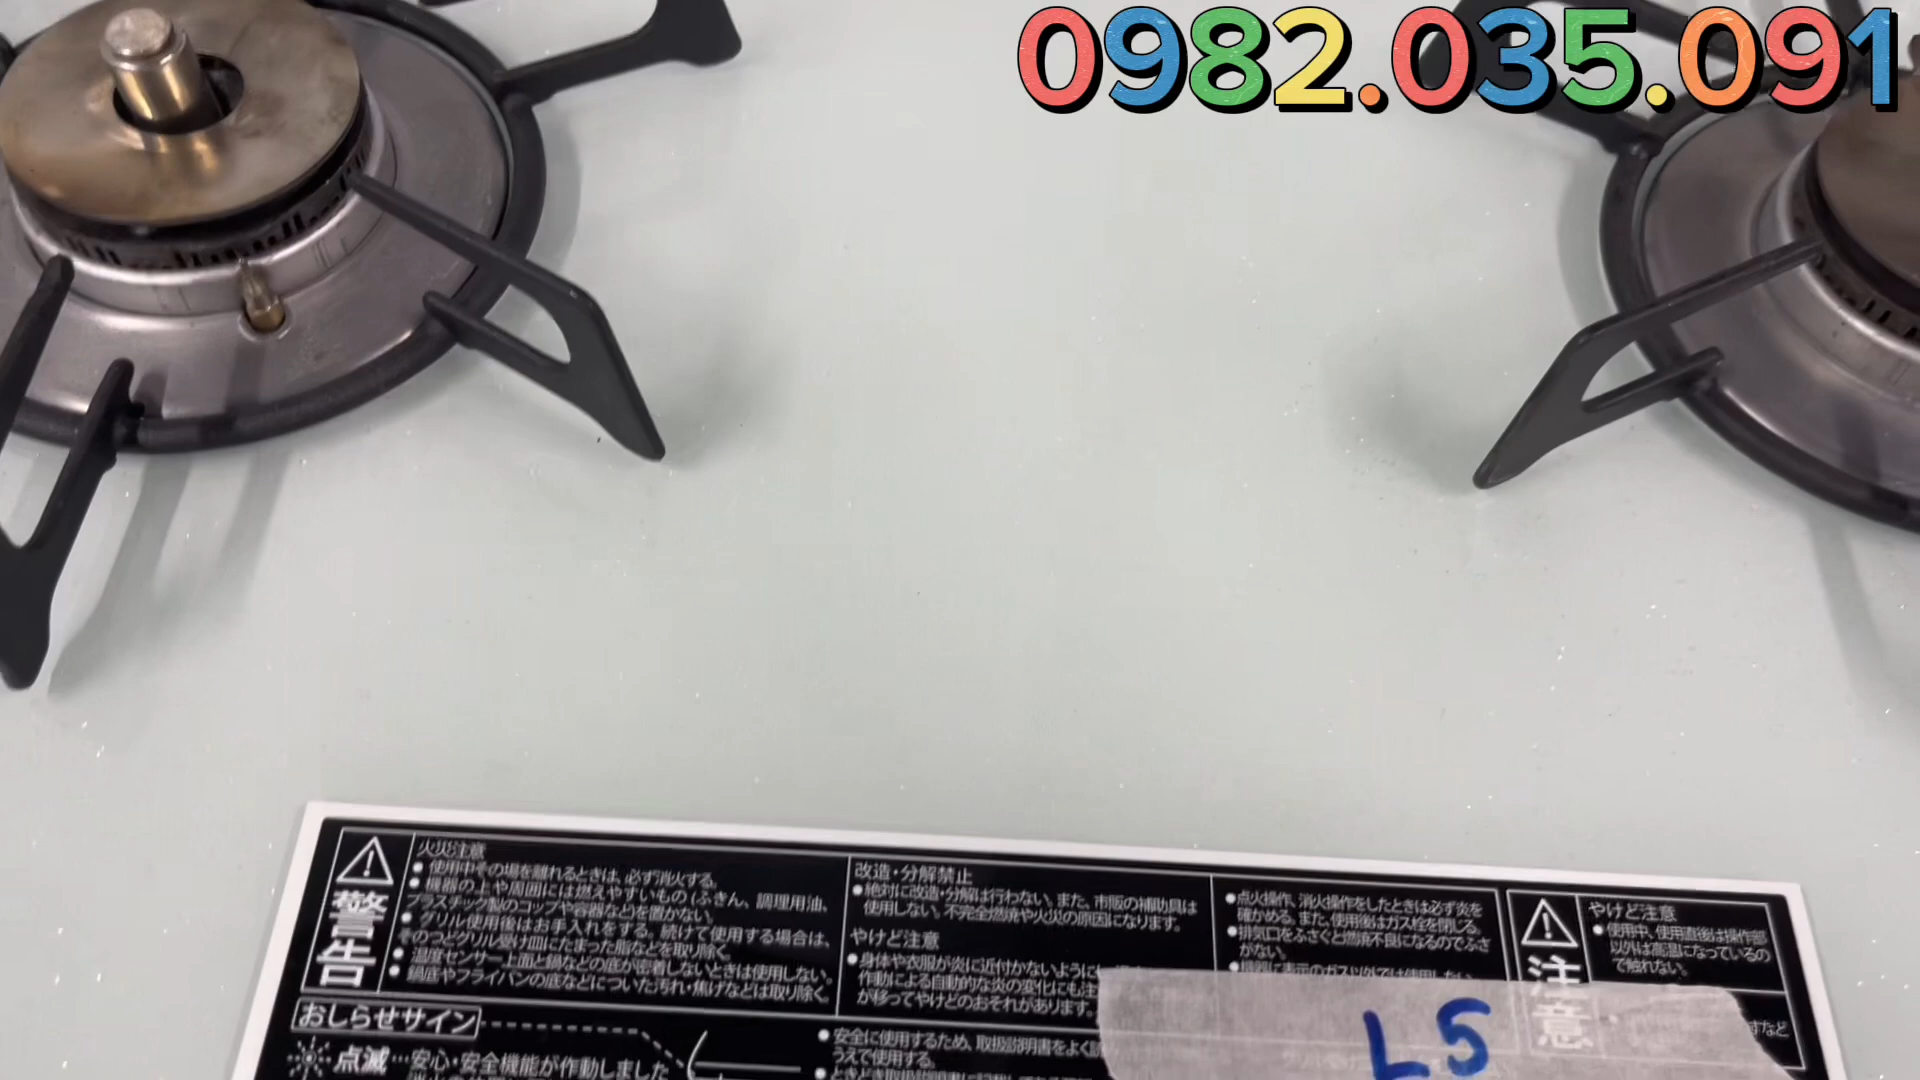 0982.035.091
警告
火災注意
● 使用中その場を離れるときは、必ず消火する。
● 機器の上や周囲には燃えやすいもの(ふきん、調理用油、
プラスチック製のコップや容器など)を置かない。
● グリル使用後はお手入れをする。続けて使用する場合は、
そのつどグリル受け皿にたまった脂などを取り除く。
● 温度センサー上面と鍋などの底が密着しないときは使用しない。
● 鍋底やフライパンの底などについた汚れ・焦げなどは取り除く。
改造・分解禁止
●絶対に改造・分解は行わない。また、市販の補助具は
使用しない。不完全燃焼や火災の原因になります。
やけど注意
●身体や衣服が炎に近付かないように
作動による自動的な炎の変化にも注
が移ってやけどのおそれがあります。
●点火操作、消火操作をしたときは必ず炎を
確かめる。また、使用後はガス栓を閉じる。
●排気口をふさぐと燃焼不良になるのでふさ
がない。
注意
やけど注意
● 使用中、使用直後は操作部
以外は高温になっているの
で触れない。
すなど
おしらせサイン
点滅…安心・安全機能が作動しました
●安全に使用するため、取扱説明書をよく読
うえで使用する。
L5